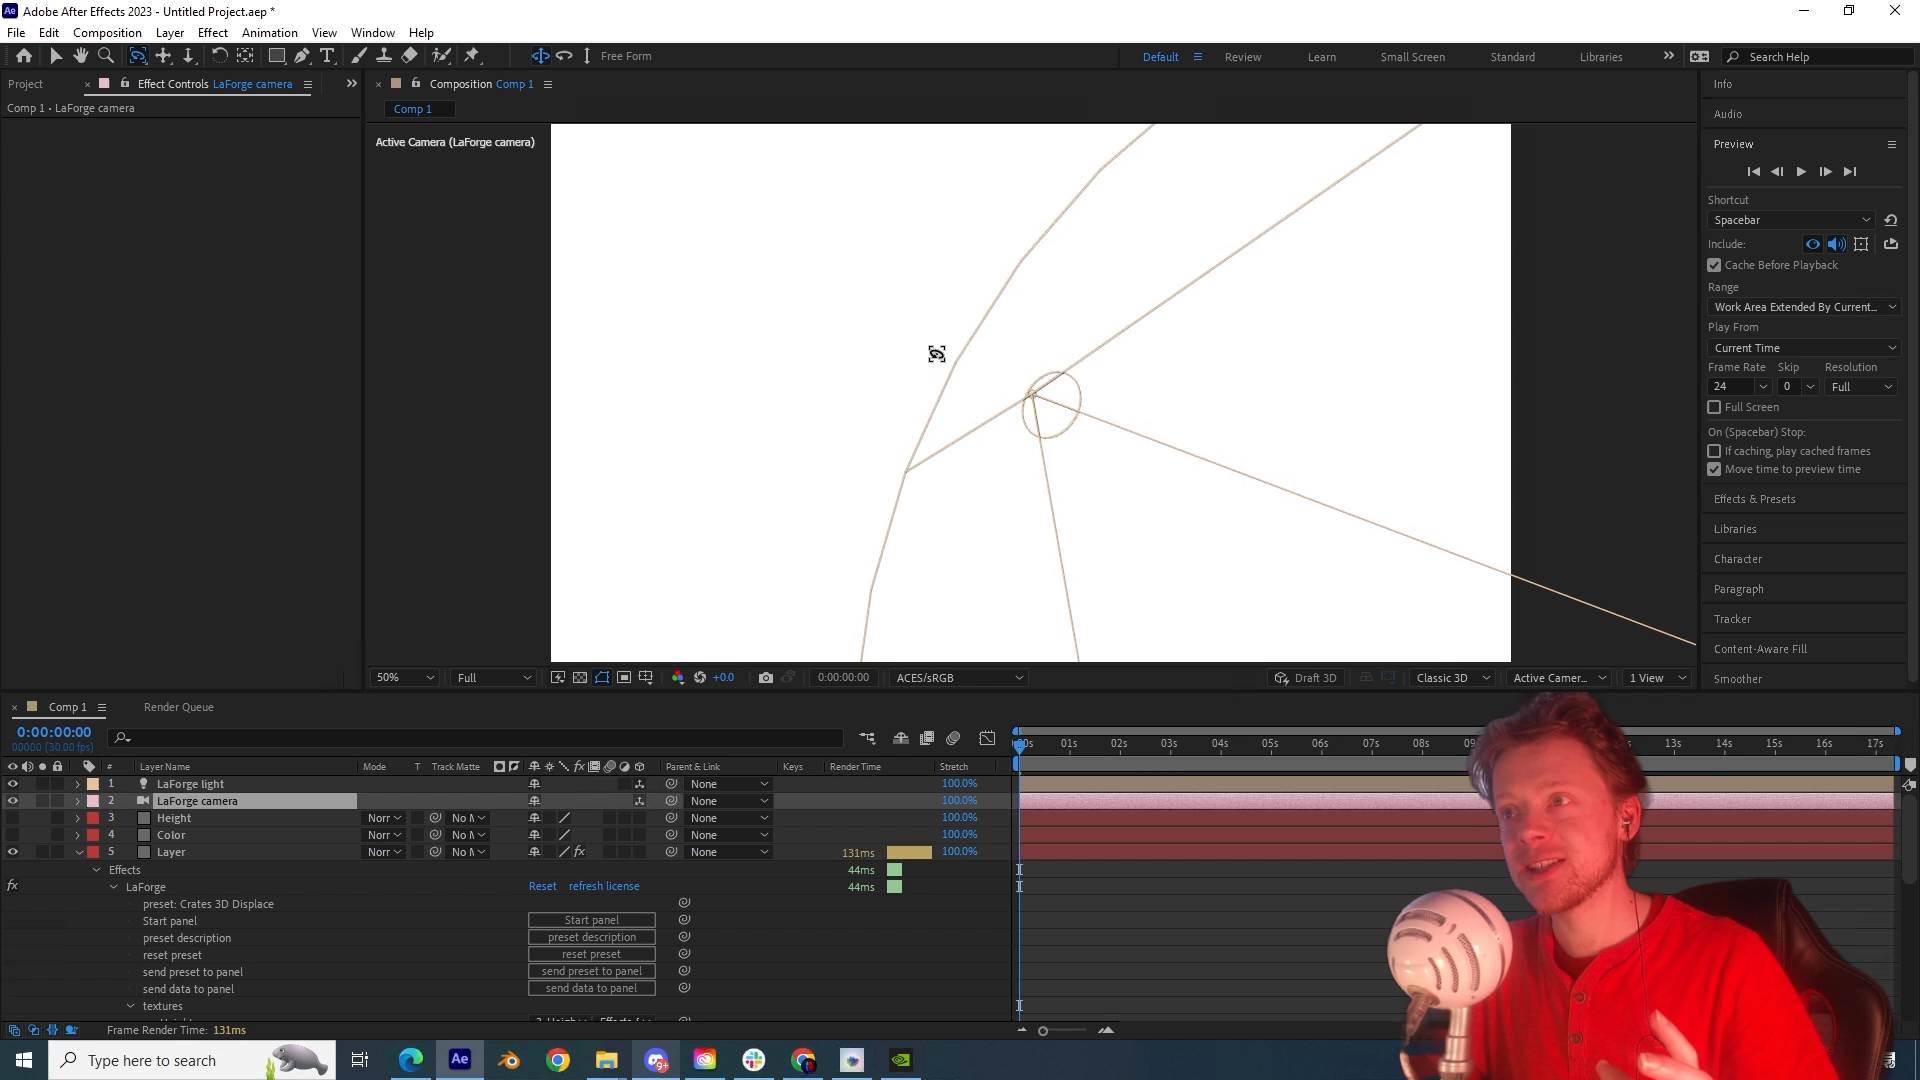 Adobe After Effects 2023 - Untitled Project.aep *
File Edit Composition Layer Effect Animation View Window Help
Free Form
Default Review Learn Small Screen Standard Libraries
Search Help
Project
Effect Controls LaForge camera
Comp 1 • LaForge camera
Composition Comp 1
Comp 1
Active Camera (LaForge camera)
50% Full +0.0 0:00:00:00 ACES/sRGB Draft 3D Classic 3D Active Camer... 1 View
Info
Audio
Preview
Shortcut
Spacebar
Include:
Cache Before Playback
Range
Work Area Extended By Current...
Play From
Current Time
Frame Rate Skip Resolution
24 0 Full
Full Screen
On (Spacebar) Stop:
If caching, play cached frames
Move time to preview time
Effects & Presets
Libraries
Character
Paragraph
Tracker
Content-Aware Fill
Smoother
Comp 1
Render Queue
0:00:00:00
00000 (30.00 fps)
00s 01s 02s 03s 04s 05s 06s 07s 08s 13s 14s 15s 16s 17s
# Layer Name Mode T Track Matte Parent & Link Keys Render Time Stretch
1 LaForge light None 100.0%
2 LaForge camera None 100.0%
3 Height Norr No M None 100.0%
4 Color Norr No M None 100.0%
5 Layer Norr No M fx None 131ms 100.0%
Effects 44ms
fx LaForge Reset refresh license 44ms
preset: Crates 3D Displace
Start panel Start panel
preset description preset description
reset preset reset preset
send preset to panel send preset to panel
send data to panel send data to panel
textures
Frame Render Time: 131ms
Type here to search
Ae
9+